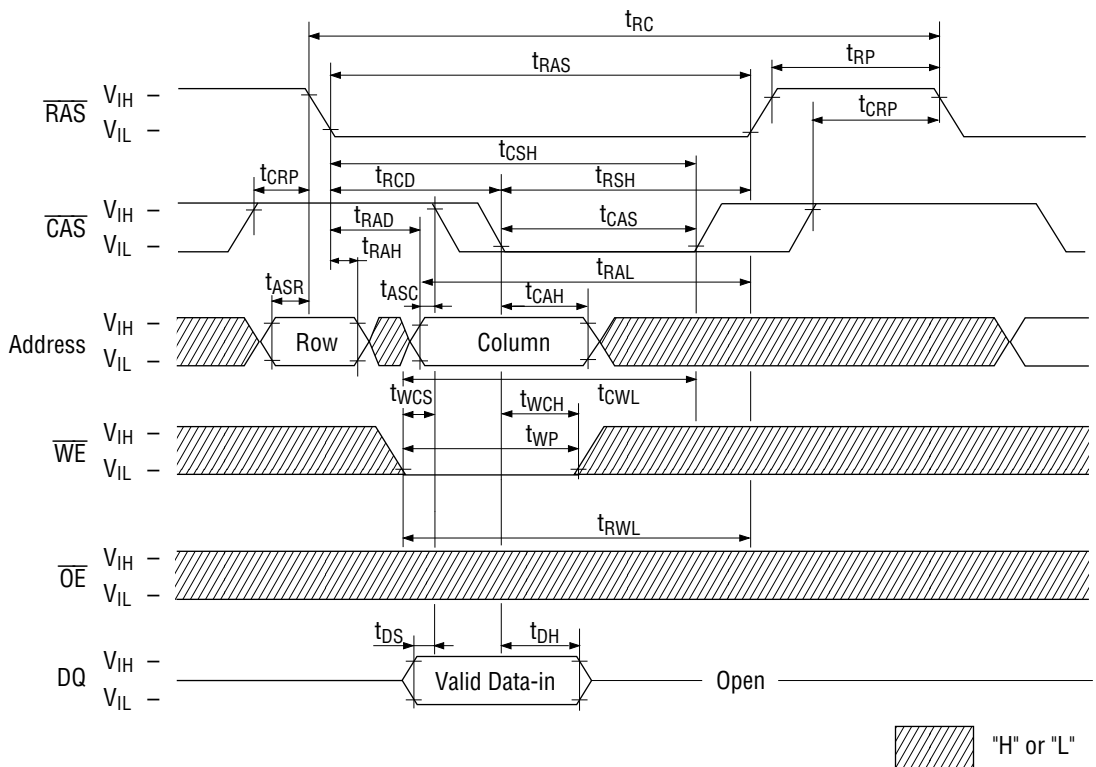 tRC
tRAS
tRP
RAS
VIH –
VIL –
tCRP
tCSH
tCRP
tRCD
tRSH
CAS
VIH –
VIL –
tRAD
tCAS
tRAH
tRAL
tASR
tASC
tCAH
Address
VIH –
VIL –
Row
Column
tWCS
tCWL
tWCH
WE
VIH –
VIL –
tWP
tRWL
OE
VIH –
VIL –
tDS
tDH
DQ
VIH –
VIL –
Valid Data-in
Open
"H" or "L"